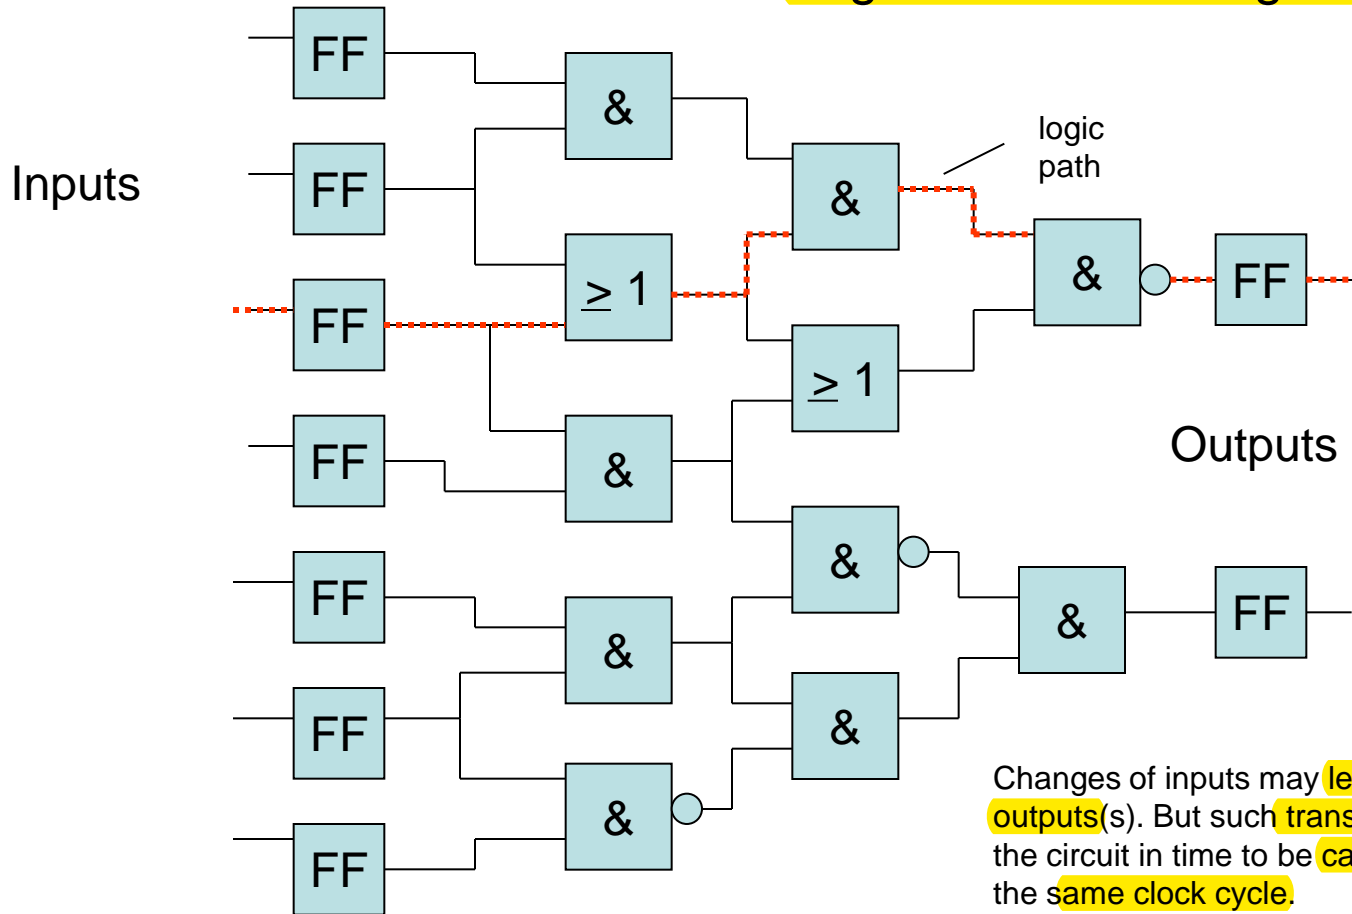 FF
&
logic
path
Inputs
FF
&
&
FF
≥ 1
FF
≥ 1
FF
&
Outputs
&
FF
&
&
FF
FF
&
Changes of inputs may
outputs(s). But such
the circuit in time to be
the same clock cycle.
&
FF